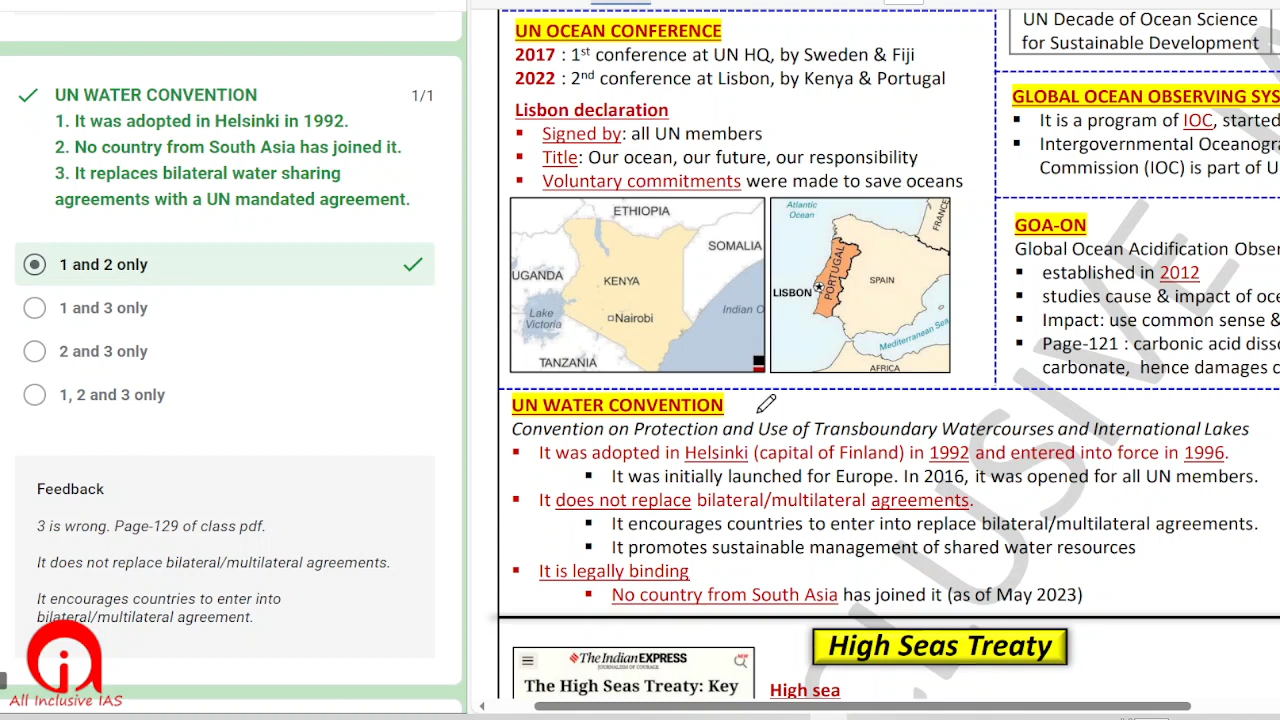 UN WATER CONVENTION
1/1
1. It was adopted in Helsinki in 1992.
2. No country from South Asia has joined it.
3. It replaces bilateral water sharing
agreements with a UN mandated agreement.
1 and 2 only
1 and 3 only
2 and 3 only
1, 2 and 3 only
Feedback
3 is wrong. Page-129 of class pdf.
It does not replace bilateral/multilateral agreements.
It encourages countries to enter into
bilateral/multilateral agreement.
All Inclusive IAS
UN OCEAN CONFERENCE
2017 : 1st conference at UN HQ, by Sweden & Fiji
2022 : 2nd conference at Lisbon, by Kenya & Portugal
Lisbon declaration
Signed by: all UN members
Title: Our ocean, our future, our responsibility
Voluntary commitments were made to save oceans
ETHIOPIA
SOMALIA
UGANDA
KENYA
Lake
Victoria
Nairobi
Indian O
TANZANIA
Atlantic
Ocean
FRANCE
PORTUGAL
SPAIN
LISBON
Mediterranean Sea
AFRICA
UN Decade of Ocean Science
for Sustainable Development
GLOBAL OCEAN OBSERVING SYS
It is a program of IOC, started
Intergovernmental Oceanogra
Commission (IOC) is part of U
GOA-ON
Global Ocean Acidification Obser
established in 2012
studies cause & impact of oce
Impact: use common sense &
Page-121 : carbonic acid disso
carbonate, hence damages c
UN WATER CONVENTION
Convention on Protection and Use of Transboundary Watercourses and International Lakes
It was adopted in Helsinki (capital of Finland) in 1992 and entered into force in 1996.
It was initially launched for Europe. In 2016, it was opened for all UN members.
It does not replace bilateral/multilateral agreements.
It encourages countries to enter into replace bilateral/multilateral agreements.
It promotes sustainable management of shared water resources
It is legally binding
No country from South Asia has joined it (as of May 2023)
High Seas Treaty
The Indian EXPRESS
JOURNALISM OF COURAGE
NEW
The High Seas Treaty: Key
High sea